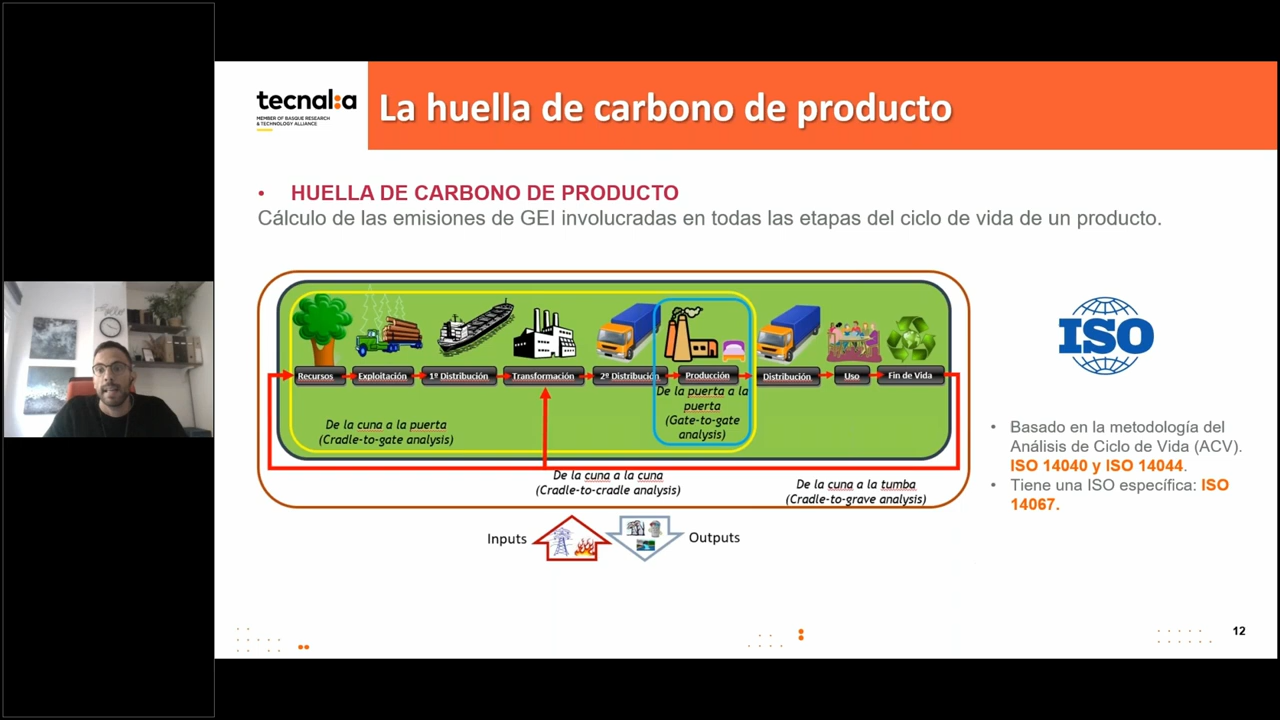 tecnal:a
MEMBER OF BASQUE RESEARCH
& TECHNOLOGY ALLIANCE
La huella de carbono de producto
• HUELLA DE CARBONO DE PRODUCTO
Cálculo de las emisiones de GEI involucradas en todas las etapas del ciclo de vida de un producto.
Recursos
Exploitación
1º Distribución
Transformación
2º Distribución
Producción
Distribución
Uso
Fin de Vida
De la cuna a la puerta
(Cradle-to-gate analysis)
De la puerta a la
puerta
(Gate-to-gate
analysis)
De la cuna a la cuna
(Cradle-to-cradle analysis)
De la cuna a la tumba
(Cradle-to-grave analysis)
Inputs
Outputs
ISO
• Basado en la metodología del
Análisis de Ciclo de Vida (ACV).
ISO 14040 y ISO 14044.
• Tiene una ISO específica: ISO
14067.
12